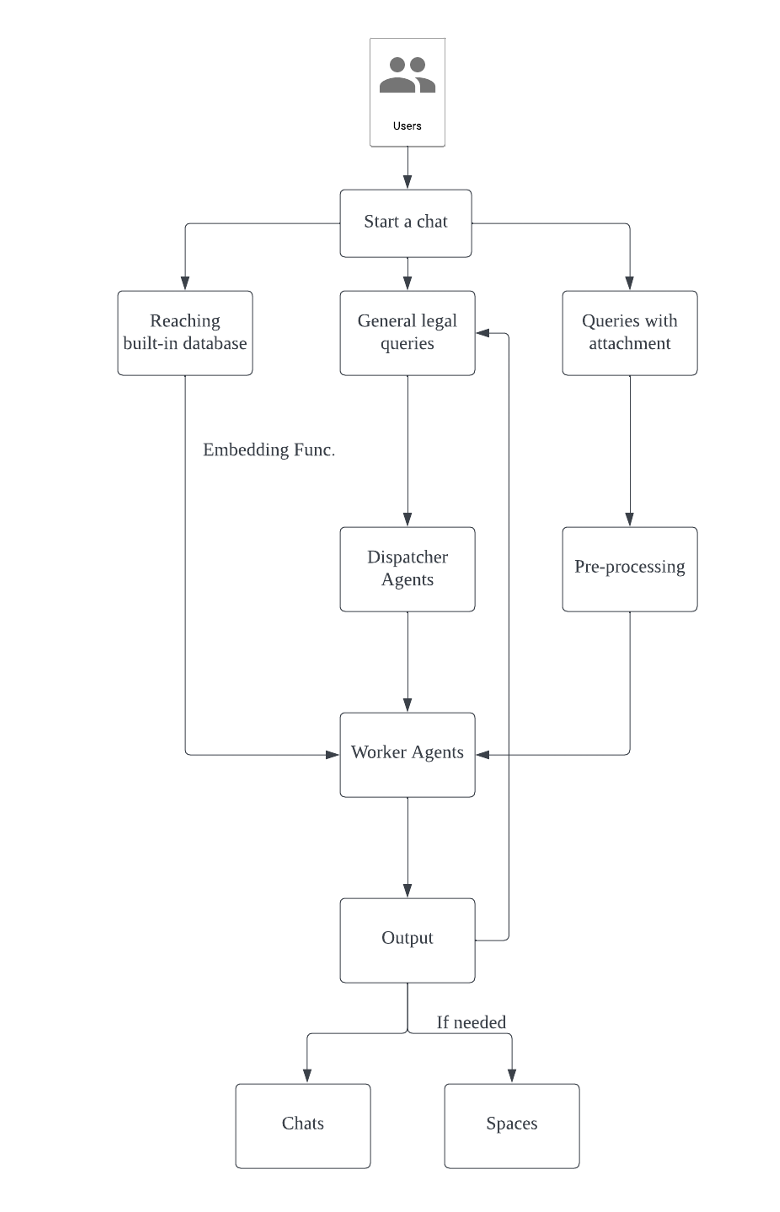 Users
Start a chat
Reaching
built-in database
General legal
queries
Queries with
attachment
Embedding Func.
Dispatcher
Agents
Pre-processing
Worker Agents
Output
If needed
Chats
Spaces